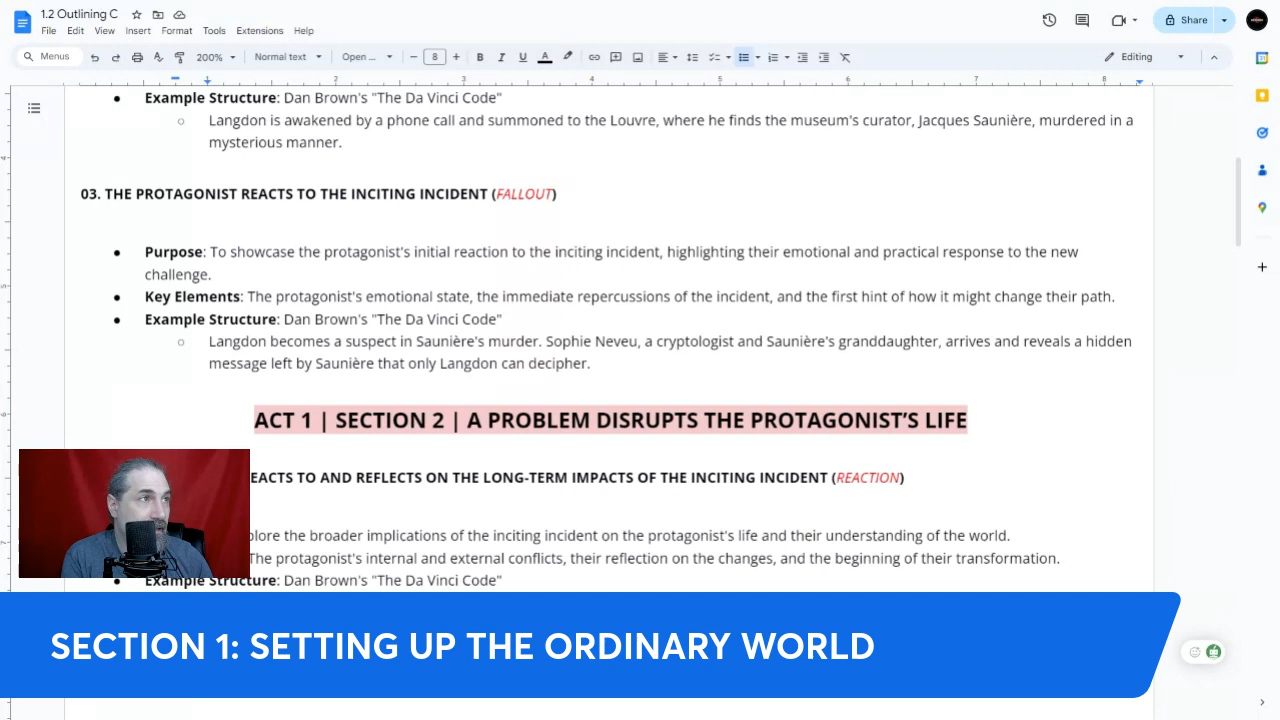 1.2 Outlining C
File Edit View Insert Format Tools Extensions Help
Share
Menus
200%
Normal text
Open ...
8
Editing
1 2 3 4 5 6 7 8
Example Structure: Dan Brown's "The Da Vinci Code"
Langdon is awakened by a phone call and summoned to the Louvre, where he finds the museum's curator, Jacques Saunière, murdered in a
mysterious manner.
03. THE PROTAGONIST REACTS TO THE INCITING INCIDENT (FALLOUT)
Purpose: To showcase the protagonist's initial reaction to the inciting incident, highlighting their emotional and practical response to the new
challenge.
Key Elements: The protagonist's emotional state, the immediate repercussions of the incident, and the first hint of how it might change their path.
Example Structure: Dan Brown's "The Da Vinci Code"
Langdon becomes a suspect in Saunière's murder. Sophie Neveu, a cryptologist and Saunière's granddaughter, arrives and reveals a hidden
message left by Saunière that only Langdon can decipher.
ACT 1 | SECTION 2 | A PROBLEM DISRUPTS THE PROTAGONIST’S LIFE
EACTS TO AND REFLECTS ON THE LONG-TERM IMPACTS OF THE INCITING INCIDENT (REACTION)
plore the broader implications of the inciting incident on the protagonist's life and their understanding of the world.
The protagonist's internal and external conflicts, their reflection on the changes, and the beginning of their transformation.
Example Structure: Dan Brown's "The Da Vinci Code"
SECTION 1: SETTING UP THE ORDINARY WORLD